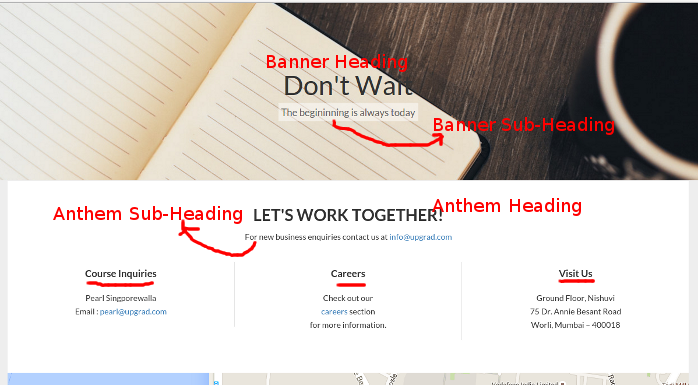 Banner Heading
Don't Wait
The begininning is always today
Banner Sub-Heading
Anthem Sub-Heading
LET'S WORK TOGETHER!
Anthem Heading
For new business enquiries contact us at info@upgrad.com
Course Inquiries
Careers
Visit Us
Pearl Singporewalla
Check out our
Ground Floor, Nishuvi
Email : pearl@upgrad.com
careers section
75 Dr. Annie Besant Road
for more information.
Worli, Mumbai – 400018